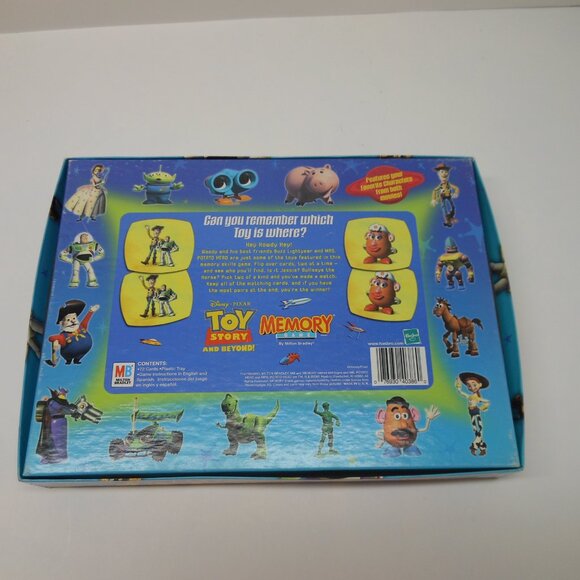 Features your
Favorite Characters
from both
movies!
Can you remember which
Toy is where?
Hey Howdy Hey!
Woody and his best friends Buzz Lightyear and MRS.
POTATO HEAD are just some of the toys featured in this
memory skills game. Flip over cards, two at a time –
and see who you'll find. Is it Jessie? Bullseye the
Horse? Pick two of a kind and you've made a match.
Keep all of the matching cards, and if you have
the most pairs at the end, you're the winner!
Disney•PIXAR
TOY
STORY
AND BEYOND!
MEMORY
GAME
By Milton Bradley
www.hasbro.com
Hasbro
MB
MILTON
BRADLEY
CONTENTS:
•72 Cards •Plastic Tray
•Game Instructions in English and
Spanish. Instrucciones del juego
en inglés y español.